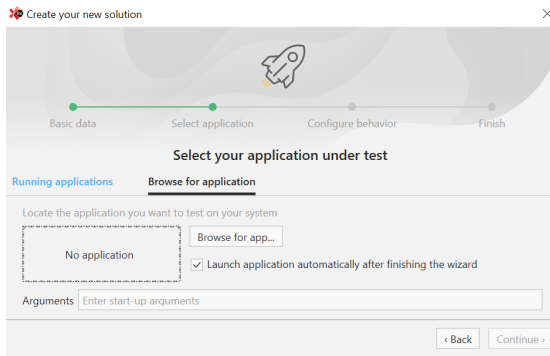 Create your new solution
Basic data Select application Configure behavior Finish
Select your application under test
Running applications Browse for application
Locate the application you want to test on your system
No application
Browse for app...
Launch application automatically after finishing the wizard
Arguments Enter start-up arguments
‹ Back Continue ›